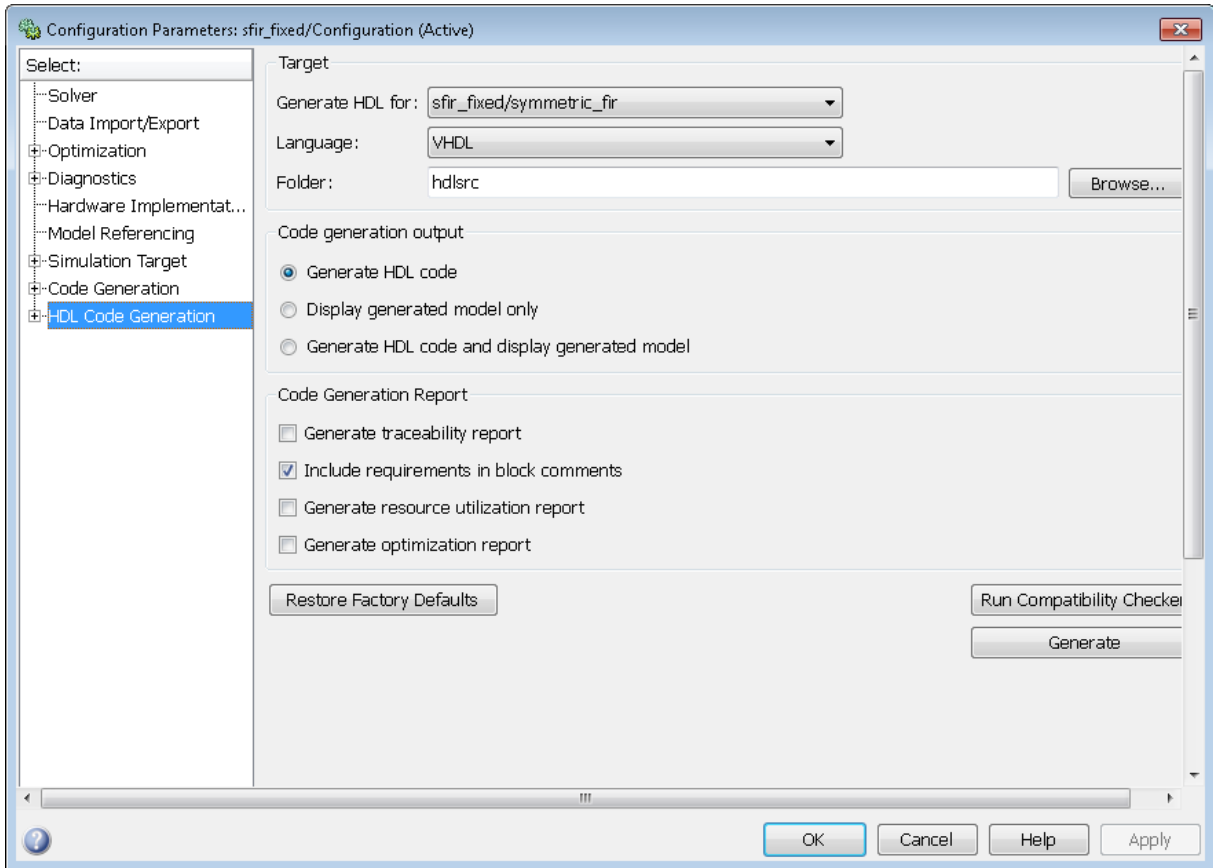 Configuration Parameters: sfir_fixed/Configuration (Active)
Select:
Solver
Data Import/Export
Optimization
Diagnostics
Hardware Implementat...
Model Referencing
Simulation Target
Code Generation
HDL Code Generation
Target
Generate HDL for: sfir_fixed/symmetric_fir
Language: VHDL
Folder: hdlsrc Browse...
Code generation output
Generate HDL code
Display generated model only
Generate HDL code and display generated model
Code Generation Report
Generate traceability report
Include requirements in block comments
Generate resource utilization report
Generate optimization report
Restore Factory Defaults Run Compatibility Checker
Generate
OK Cancel Help Apply